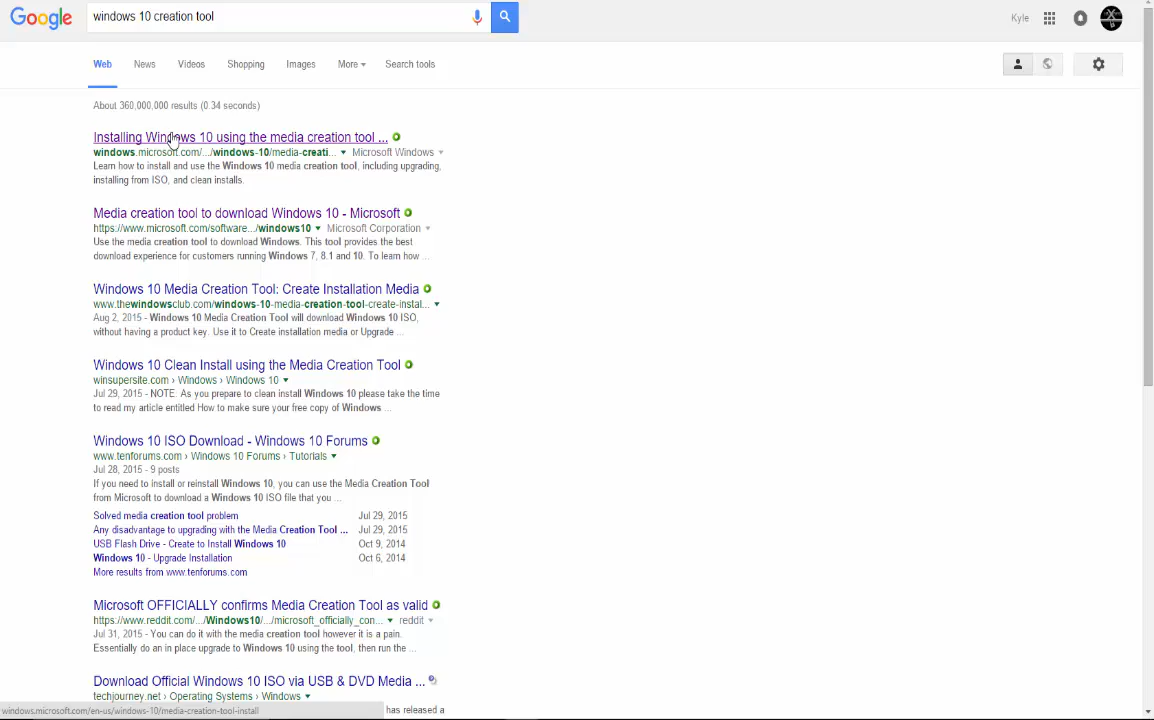 Google
windows 10 creation tool
Kyle
Web News Videos Shopping Images More Search tools
About 360,000,000 results (0.34 seconds)
Installing Windows 10 using the media creation tool ...
windows.microsoft.com/.../windows-10/media-creati... Microsoft Windows
Learn how to install and use the Windows 10 media creation tool, including upgrading,
installing from ISO, and clean installs.
Media creation tool to download Windows 10 - Microsoft
https://www.microsoft.com/software.../windows10 Microsoft Corporation
Use the media creation tool to download Windows. This tool provides the best
download experience for customers running Windows 7, 8.1 and 10. To learn how ...
Windows 10 Media Creation Tool: Create Installation Media
www.thewindowsclub.com/windows-10-media-creation-tool-create-instal...
Aug 2, 2015 - Windows 10 Media Creation Tool will download Windows 10 ISO,
without having a product key. Use it to Create installation media or Upgrade ...
Windows 10 Clean Install using the Media Creation Tool
winsupersite.com › Windows › Windows 10
Jul 29, 2015 - NOTE. As you prepare to clean install Windows 10 please take the time
to read my article entitled How to make sure your free copy of Windows ...
Windows 10 ISO Download - Windows 10 Forums
www.tenforums.com › Windows 10 Forums › Tutorials
Jul 28, 2015 - 9 posts
If you need to install or reinstall Windows 10, you can use the Media Creation Tool
from Microsoft to download a Windows 10 ISO file that you ...
Solved media creation tool problem Jul 29, 2015
Any disadvantage to upgrading with the Media Creation Tool ... Jul 29, 2015
USB Flash Drive - Create to Install Windows 10 Oct 9, 2014
Windows 10 - Upgrade Installation Oct 6, 2014
More results from www.tenforums.com
Microsoft OFFICIALLY confirms Media Creation Tool as valid
https://www.reddit.com/.../Windows10/.../microsoft_officially_con... reddit
Jul 31, 2015 - You can do it with the media creation tool however it is a pain.
Essentially do an in place upgrade to Windows 10 using the tool, then run the ...
Download Official Windows 10 ISO via USB & DVD Media ...
techjourney.net › Operating Systems › Windows
has released a
windows.microsoft.com/en-us/windows-10/media-creation-tool-install